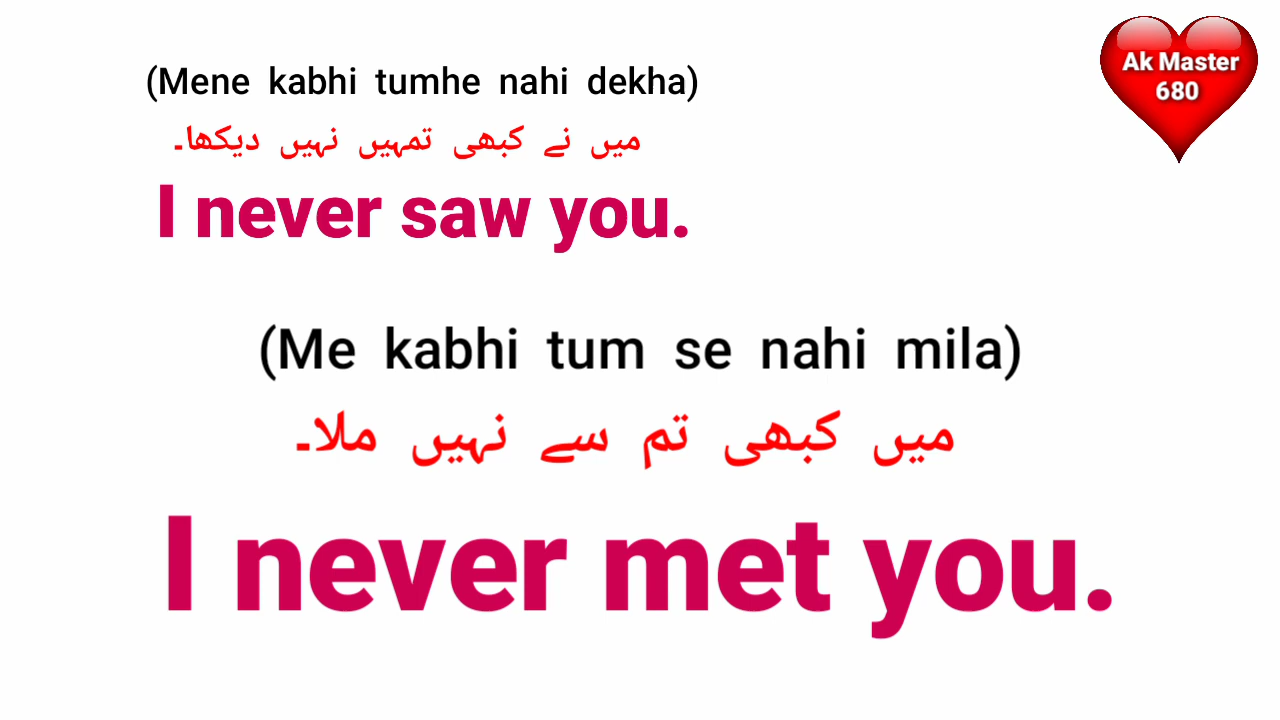 (Mene kabhi tumhe nahi dekha)
میں نے کبھی تمہیں نہیں دیکھا۔
I never saw you.
(Me kabhi tum se nahi mila)
میں کبھی تم سے نہیں ملا۔
I never met you.
Ak Master
680